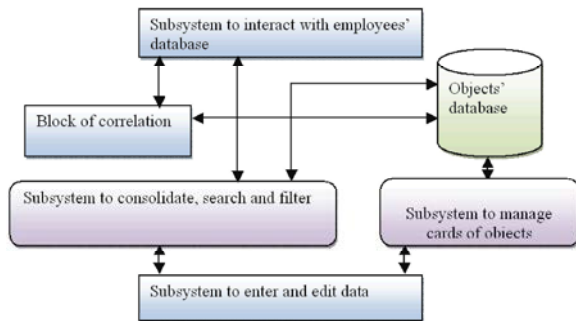 Subsystem to interact with employees’
database
Objects’
database
Block of correlation
Subsystem to consolidate, search and filter
Subsystem to manage
cards of objects
Subsystem to enter and edit data